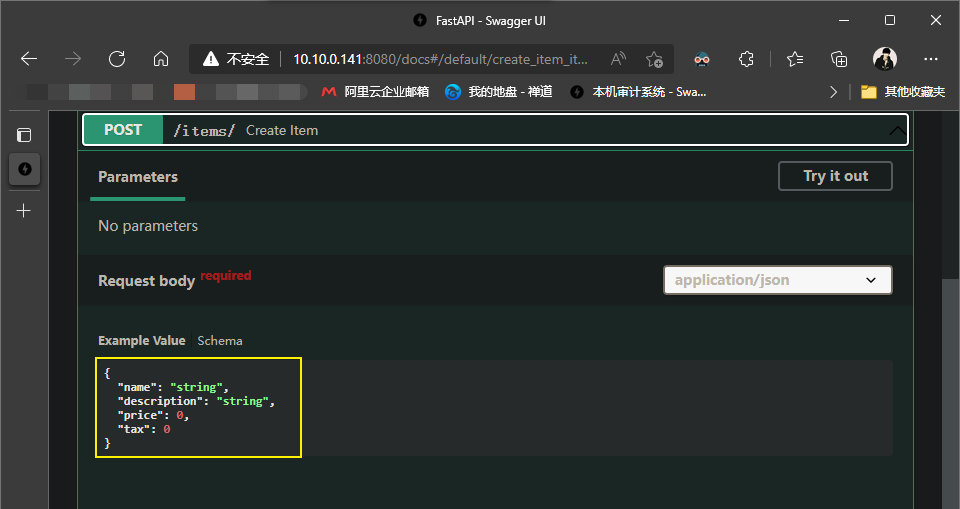 FastAPI - Swagger UI
不安全 10.10.0.141:8080/docs#/default/create_item_it...
阿里云企业邮箱 我的地盘 - 禅道 本机审计系统 - Swa... 其他收藏夹
POST /items/ Create Item
Parameters Try it out
No parameters
Request body required application/json
Example Value Schema
{
"name": "string",
"description": "string",
"price": 0,
"tax": 0
}